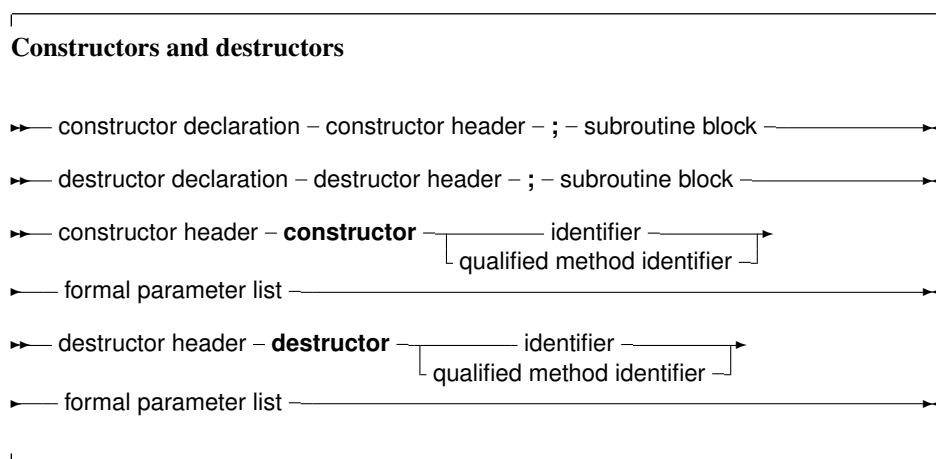 Constructors and destructors
constructor declaration constructor header ; subroutine block
destructor declaration destructor header ; subroutine block
constructor header constructor identifier
qualified method identifier
formal parameter list
destructor header destructor identifier
qualified method identifier
formal parameter list